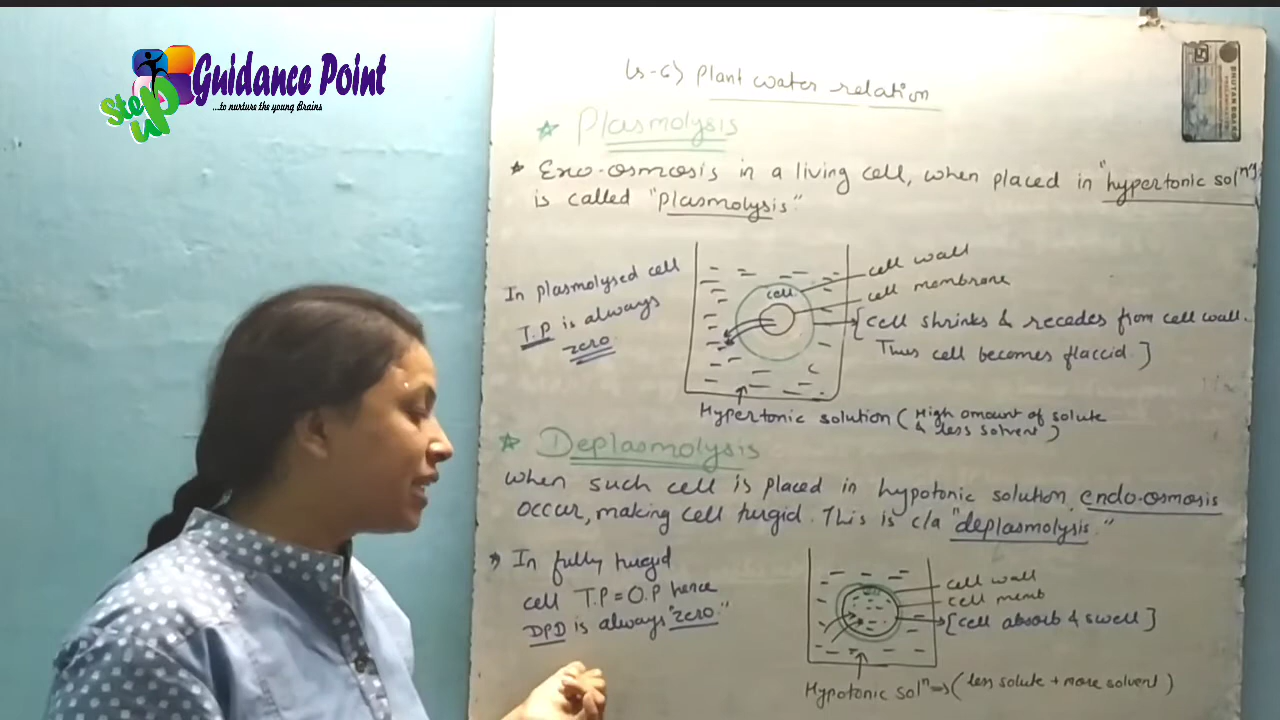 Step up
Guidance Point
...to nurture the young Brains
Ls-6) Plant water relation
Plasmolysis
Exo-osmosis in a living cell, when placed in "hypertonic solⁿ"
is called "Plasmolysis"
In plasmolysed cell
T.P is always
zero.
cell
cell wall
cell membrane
[cell shrinks & recedes from cell wall.
Thus cell becomes flaccid.]
Hypertonic solution (High amount of solute
& less solvent)
Deplasmolysis
When such cell is placed in hypotonic solution, endo-osmosis
occur, making cell turgid. This is c/a "deplasmolysis."
In fully turgid
cell T.P = O.P hence
DPD is always "zero."
cell wall
cell memb
[cell absorb & swell]
Hypotonic solⁿ => (less solute + more solvent)